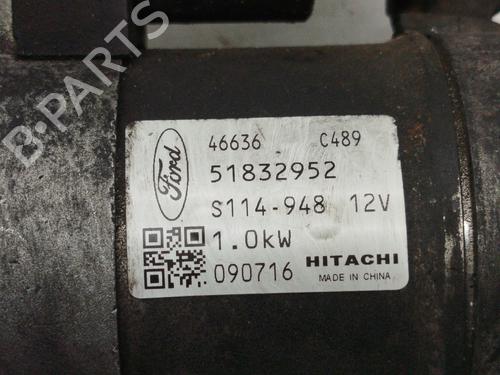 B-PARTS
Ford
46636 C489
51832952
S114-948 12V
1.0kW
090716 HITACHI
MADE IN CHINA